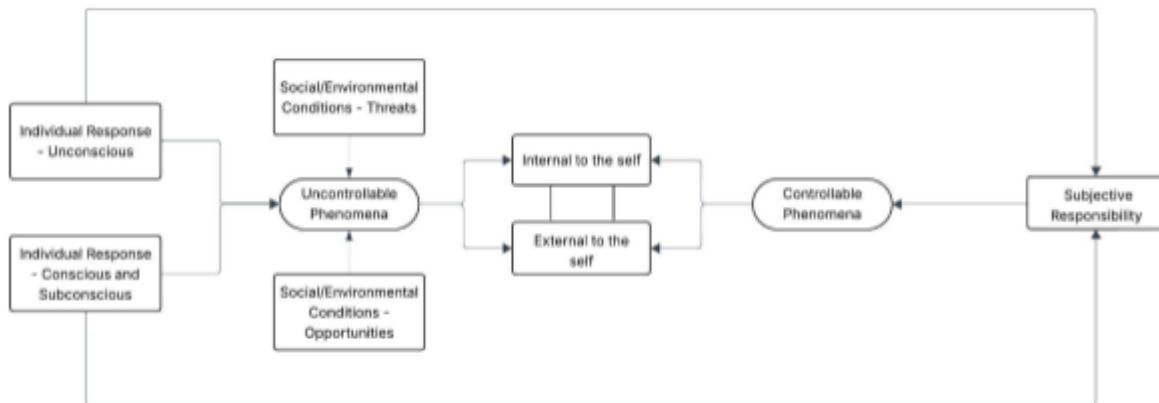 Individual Response
- Unconscious
Individual Response
- Conscious and
Subconscious
Social/Environmental
Conditions - Threats
Uncontrollable
Phenomena
Social/Environmental
Conditions -
Opportunities
Internal to the self
External to the
self
Controllable
Phenomena
Subjective
Responsibility